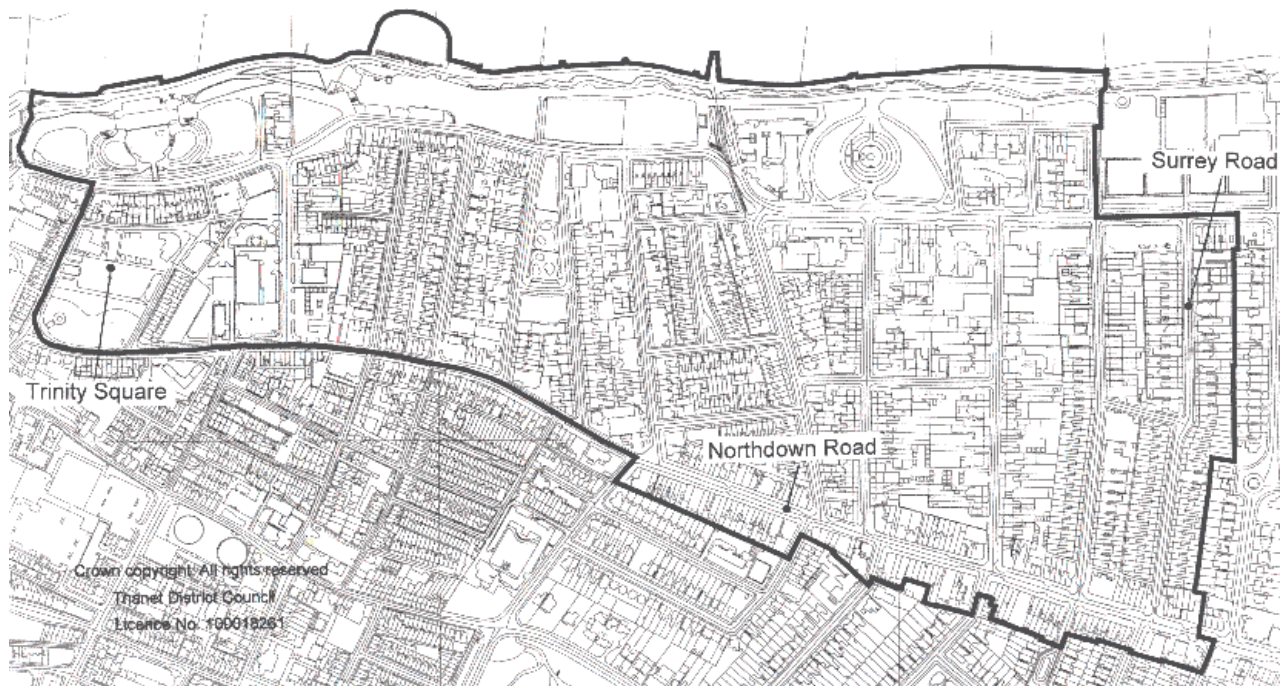 Surrey Road
Trinity Square
Northdown Road
Crown copyright. All rights reserved
Thanet District Council
Licence No. 100018261